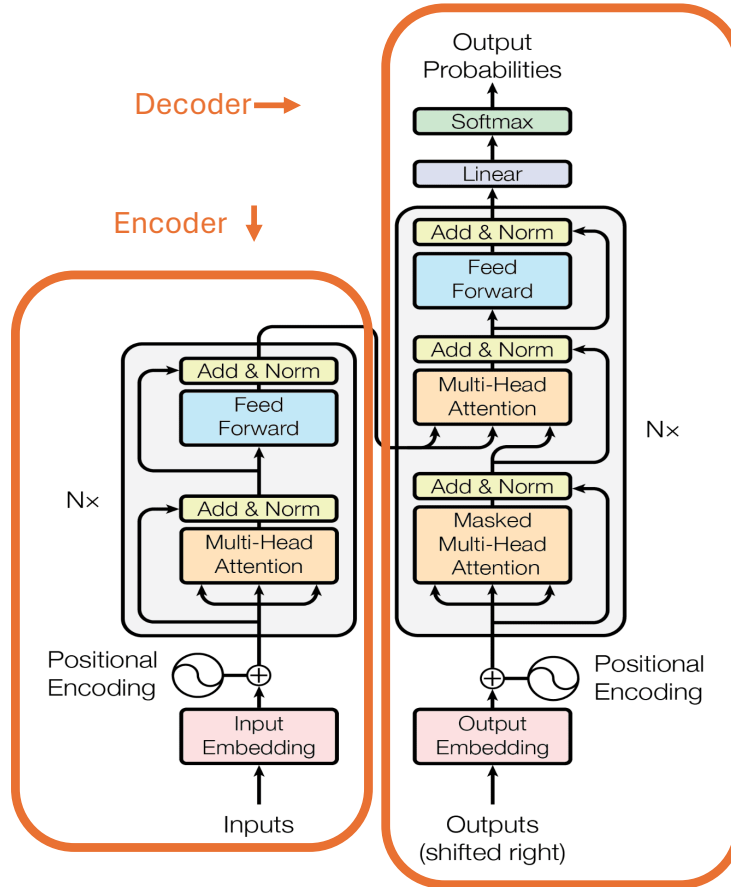 Decoder
Encoder
Output
Probabilities
Softmax
Linear
Add & Norm
Feed
Forward
Add & Norm
Multi-Head
Attention
Add & Norm
Masked
Multi-Head
Attention
Nx
Positional
Encoding
Output
Embedding
Outputs
(shifted right)
Add & Norm
Feed
Forward
Add & Norm
Multi-Head
Attention
Nx
Positional
Encoding
Input
Embedding
Inputs